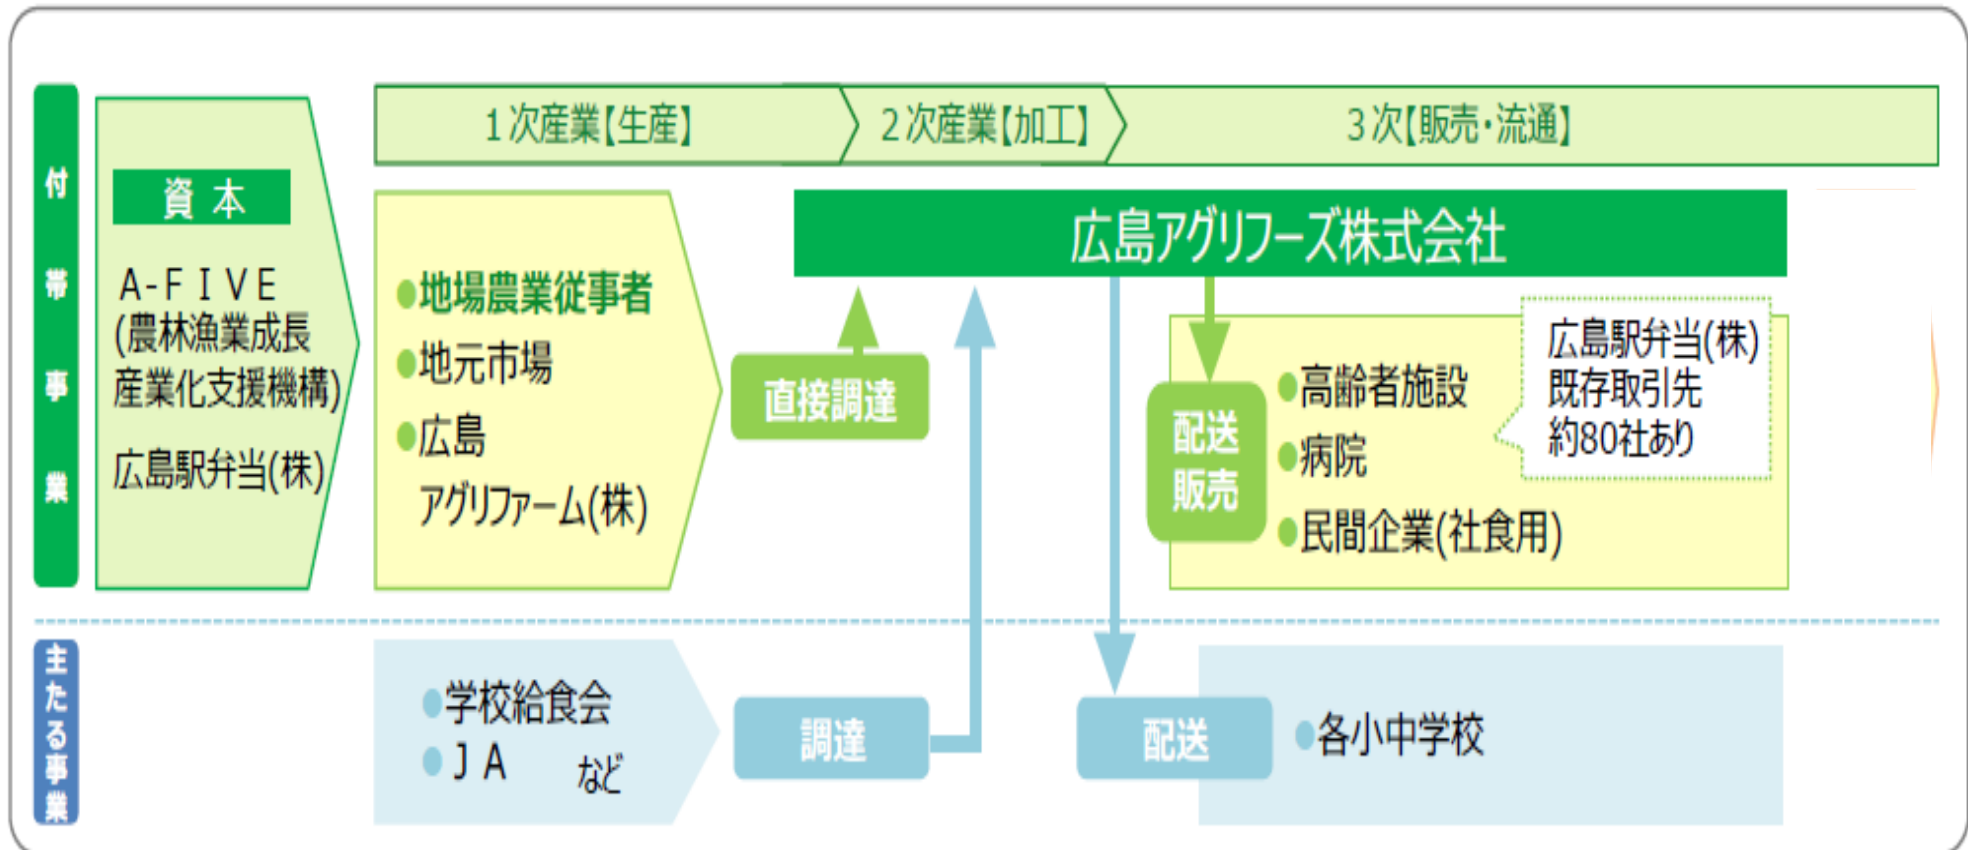 付帯事業
資本
A-FIVE
(農林漁業成長
産業化支援機構)
広島駅弁当(株)
1次産業【生産】
2次産業【加工】
3次【販売・流通】
●地場農業従事者
●地元市場
●広島
アグリファーム(株)
直接調達
広島アグリフーズ株式会社
配送
販売
●高齢者施設
●病院
●民間企業(社食用)
広島駅弁当(株)
既存取引先
約80社あり
主たる事業
●学校給食会
●JA など
調達
配送
●各小中学校